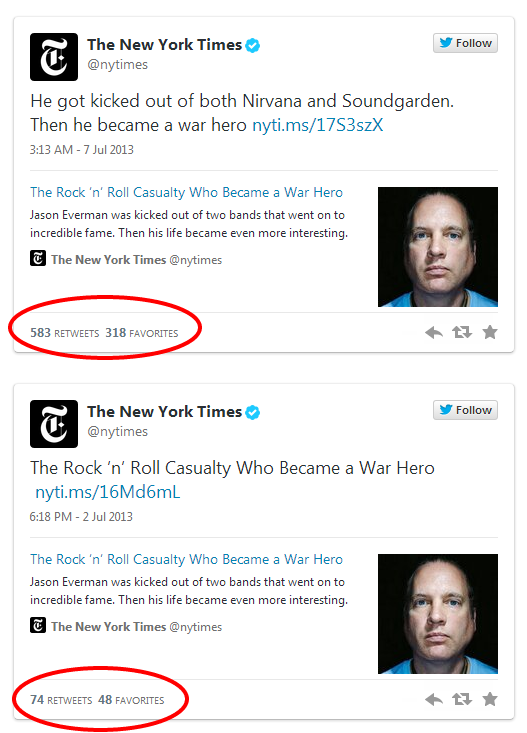 The New York Times
Follow
@nytimes
He got kicked out of both Nirvana and Soundgarden.
Then he became a war hero nyti.ms/17S3szX
3:13 AM - 7 Jul 2013
The Rock ’n’ Roll Casualty Who Became a War Hero
Jason Everman was kicked out of two bands that went on to
incredible fame. Then his life became even more interesting.
The New York Times @nytimes
583 RETWEETS 318 FAVORITES
The New York Times
Follow
@nytimes
The Rock ’n’ Roll Casualty Who Became a War Hero
nyti.ms/16Md6mL
6:18 PM - 2 Jul 2013
The Rock ’n’ Roll Casualty Who Became a War Hero
Jason Everman was kicked out of two bands that went on to
incredible fame. Then his life became even more interesting.
The New York Times @nytimes
74 RETWEETS 48 FAVORITES